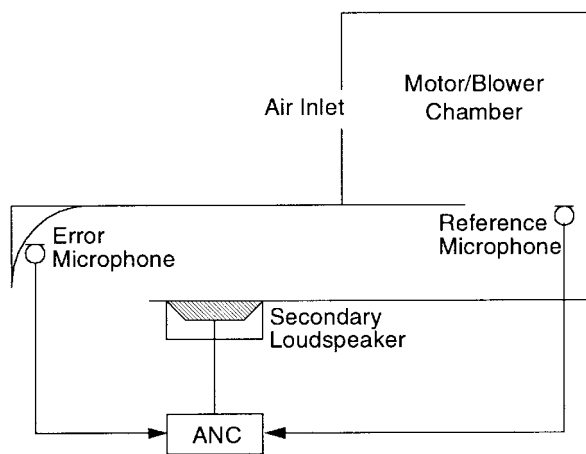 Motor/Blower
Chamber
Air Inlet
Reference
Microphone
Error
Microphone
Secondary
Loudspeaker
ANC